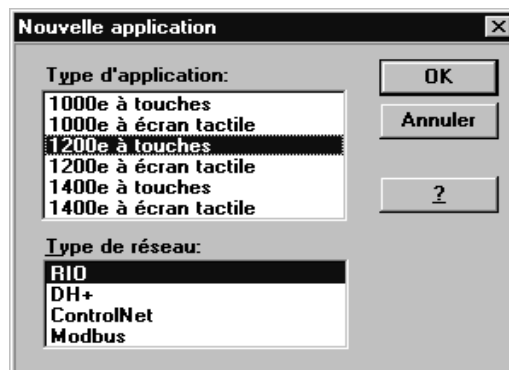 Nouvelle application
Type d'application:
1000e à touches
1000e à écran tactile
1200e à touches
1200e à écran tactile
1400e à touches
1400e à écran tactile
OK
Annuler
?
Type de réseau:
RIO
DH+
ControlNet
Modbus